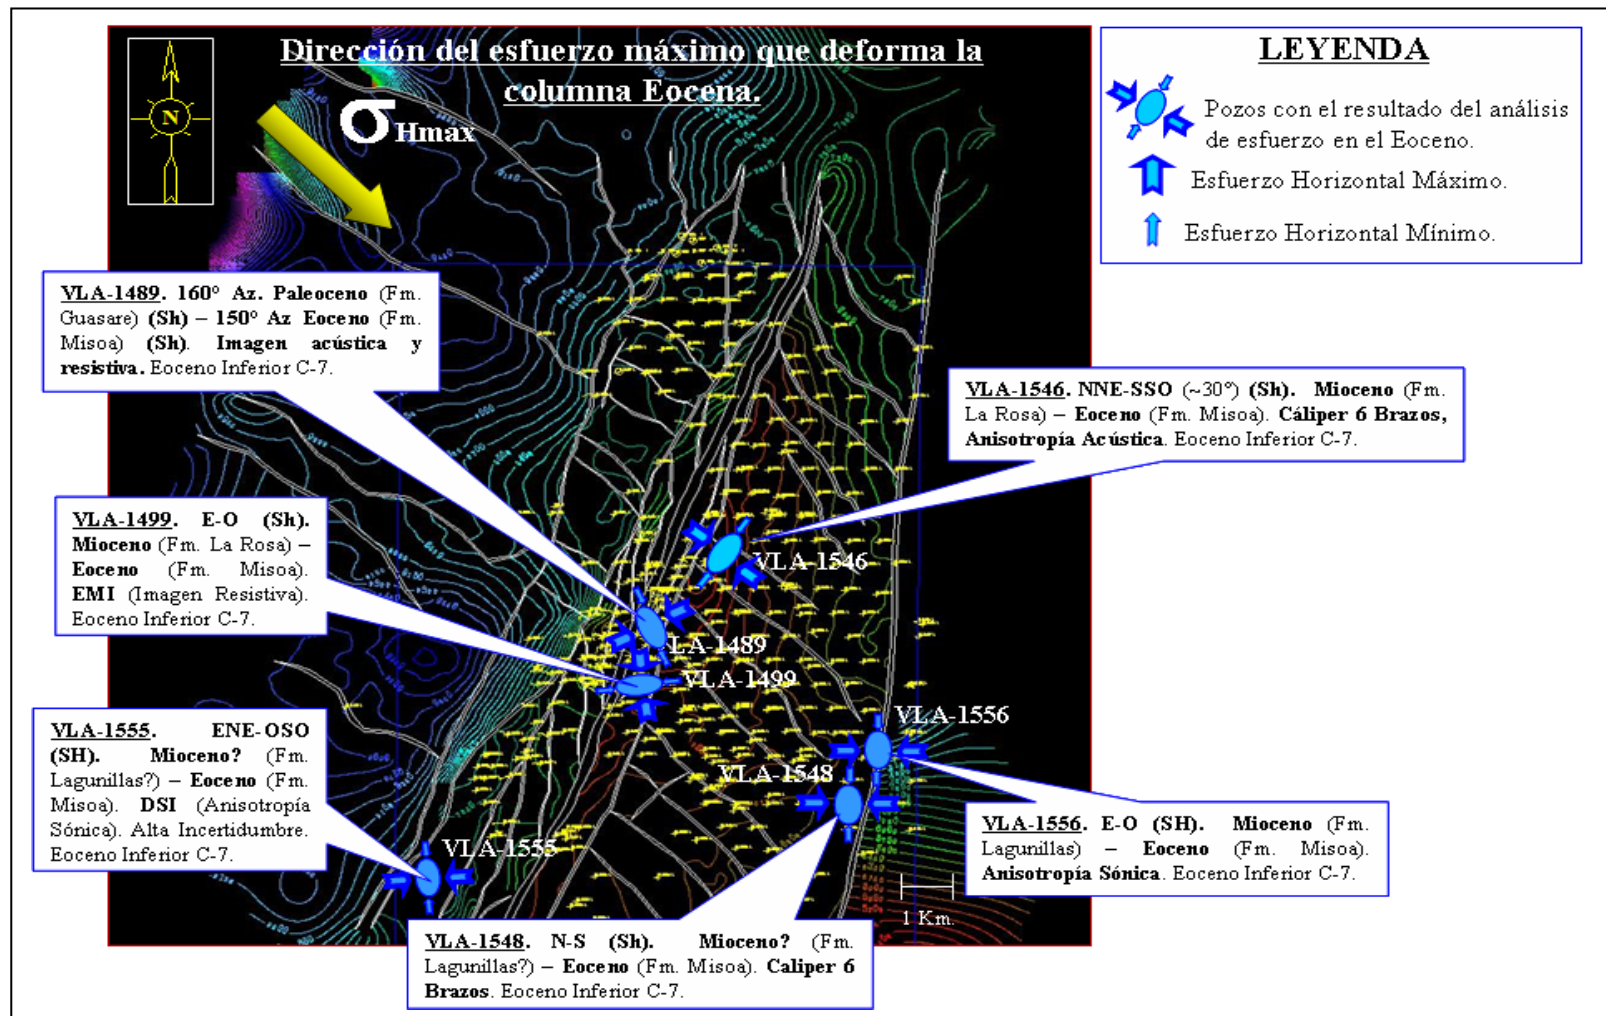 Dirección del esfuerzo máximo que deforma la
columna Eocena.
N
σHmax
LEYENDA
Pozos con el resultado del análisis
de esfuerzo en el Eoceno.
Esfuerzo Horizontal Máximo.
Esfuerzo Horizontal Mínimo.
VLA-1489. 160° Az. Paleoceno (Fm.
Guasare) (Sh) – 150° Az Eoceno (Fm.
Misoa) (Sh). Imagen acústica y
resistiva. Eoceno Inferior C-7.
VLA-1546. NNE-SSO (~30°) (Sh). Mioceno (Fm.
La Rosa) – Eoceno (Fm. Misoa). Cáliper 6 Brazos,
Anisotropía Acústica. Eoceno Inferior C-7.
VLA-1499. E-O (Sh).
Mioceno (Fm. La Rosa) –
Eoceno (Fm. Misoa).
EMI (Imagen Resistiva).
Eoceno Inferior C-7.
VLA-1546
LA-1489
VLA-1499
VLA-1556
VLA-1548
VLA-1555. ENE-OSO
(SH). Mioceno? (Fm.
Lagunillas?) – Eoceno (Fm.
Misoa). DSI (Anisotropía
Sónica). Alta Incertidumbre.
Eoceno Inferior C-7.
VLA-1555
VLA-1556. E-O (SH). Mioceno (Fm.
Lagunillas) – Eoceno (Fm. Misoa).
Anisotropía Sónica. Eoceno Inferior C-7.
1 Km.
VLA-1548. N-S (Sh). Mioceno? (Fm.
Lagunillas?) – Eoceno (Fm. Misoa). Caliper 6
Brazos. Eoceno Inferior C-7.